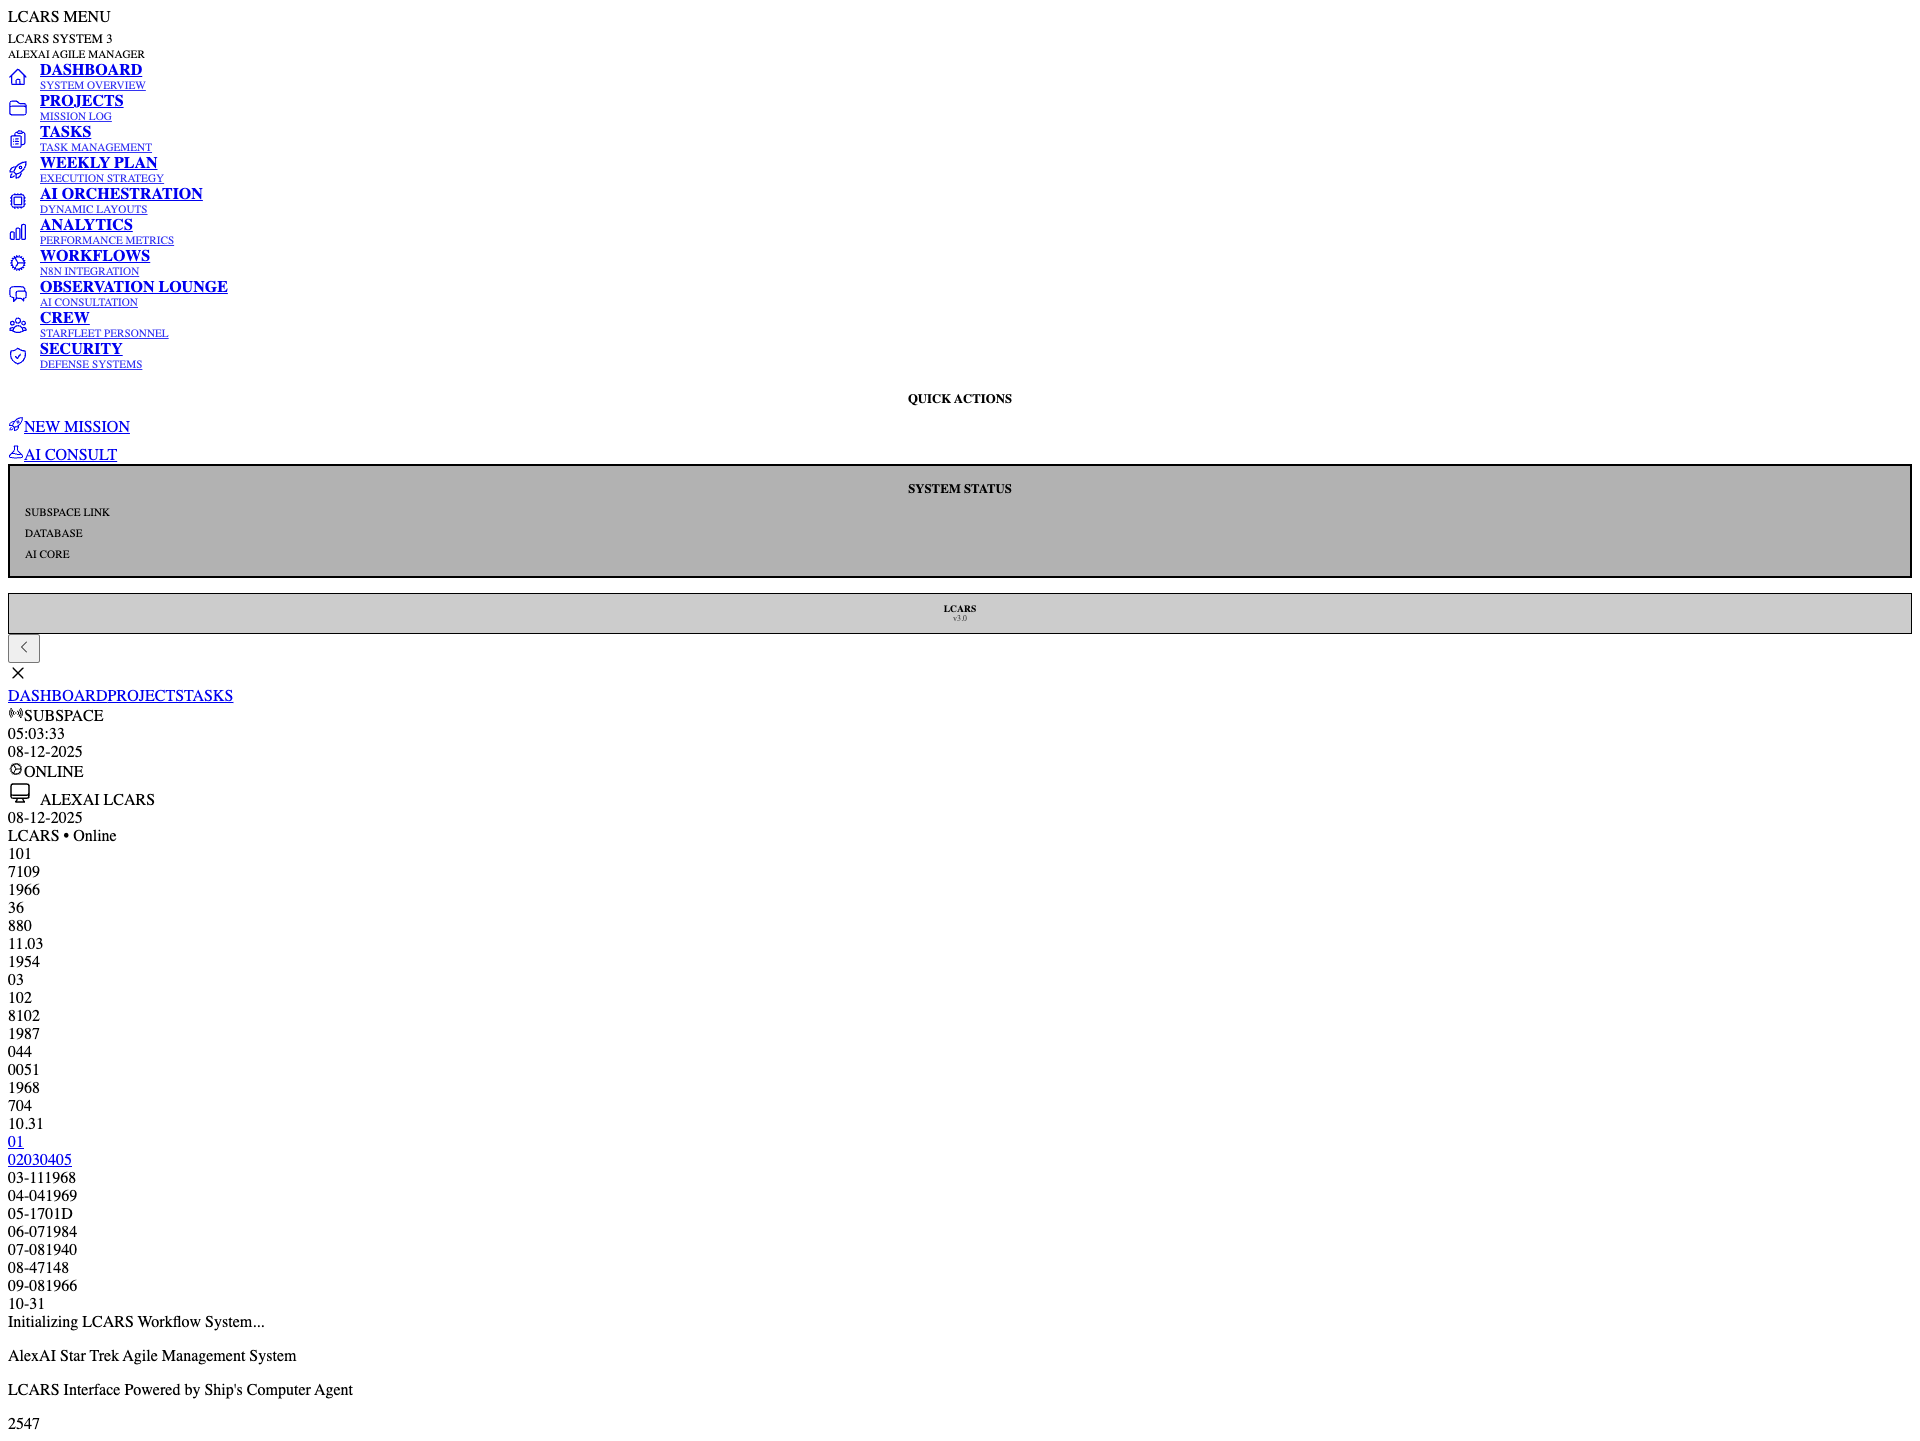 LCARS MENU
LCARS SYSTEM 3
ALEXAI AGILE MANAGER
DASHBOARD
SYSTEM OVERVIEW
PROJECTS
MISSION LOG
TASKS
TASK MANAGEMENT
WEEKLY PLAN
EXECUTION STRATEGY
AI ORCHESTRATION
DYNAMIC LAYOUTS
ANALYTICS
PERFORMANCE METRICS
WORKFLOWS
N8N INTEGRATION
OBSERVATION LOUNGE
AI CONSULTATION
CREW
STARFLEET PERSONNEL
SECURITY
DEFENSE SYSTEMS
QUICK ACTIONS
NEW MISSION
AI CONSULT
SYSTEM STATUS
SUBSPACE LINK
DATABASE
AI CORE
LCARS
v3.0
DASHBOARDPROJECTSTASKS
SUBSPACE
05:03:33
08-12-2025
ONLINE
ALEXAI LCARS
08-12-2025
LCARS • Online
101
7109
1966
36
880
11.03
1954
03
102
8102
1987
044
0051
1968
704
10.31
01
02030405
03-111968
04-041969
05-1701D
06-071984
07-081940
08-47148
09-081966
10-31
Initializing LCARS Workflow System...
AlexAI Star Trek Agile Management System
LCARS Interface Powered by Ship's Computer Agent
2547